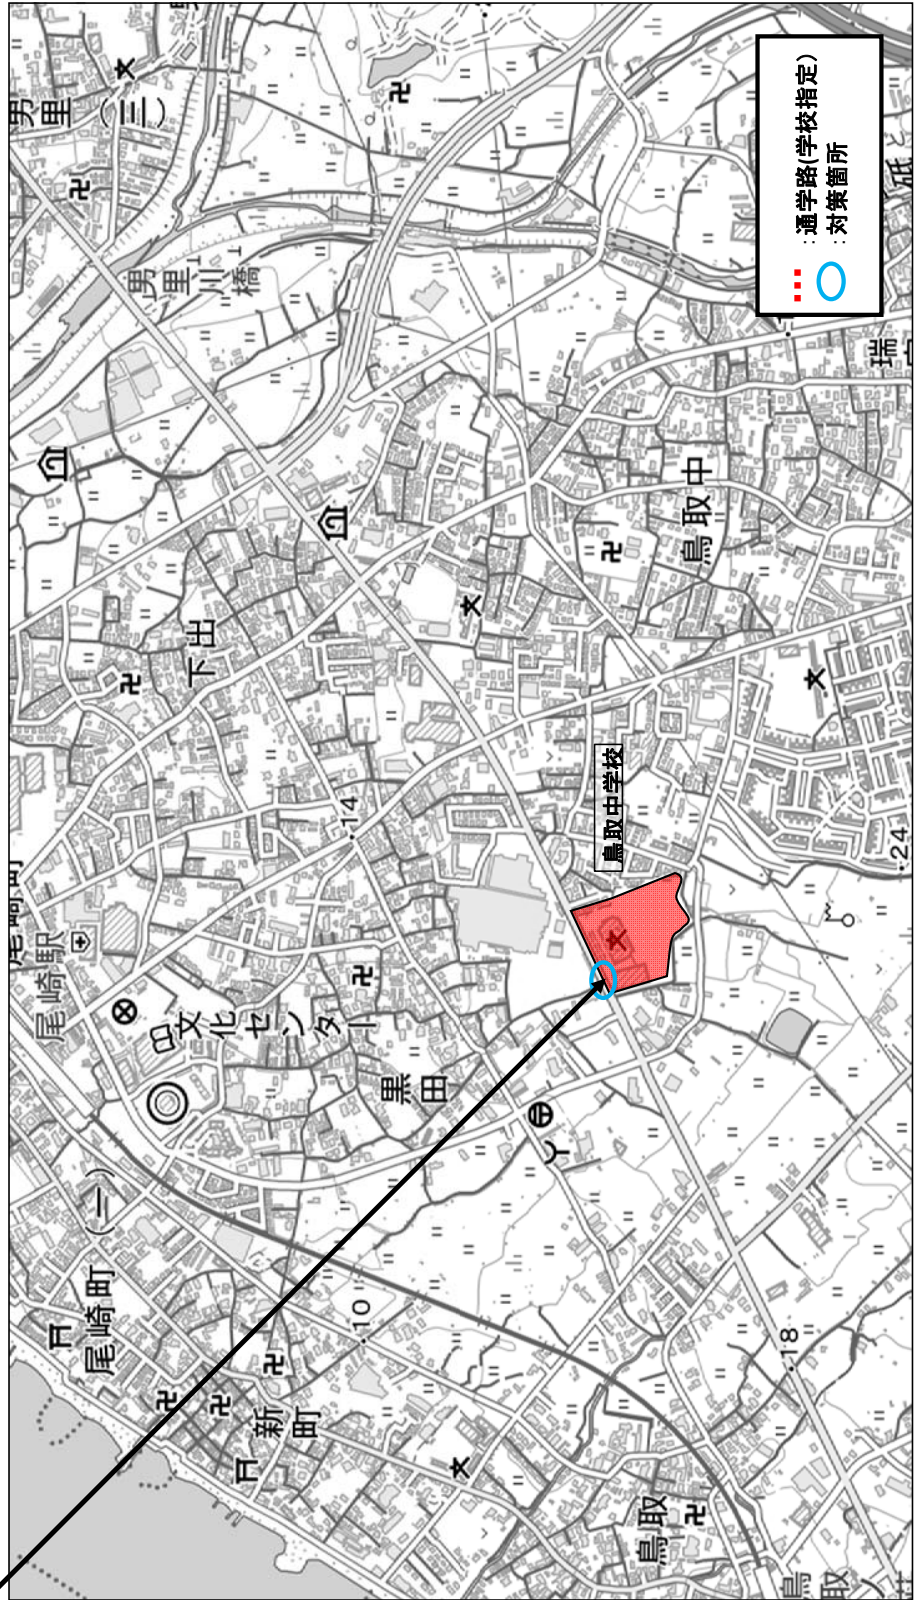 男里(三)
男里川橋
:通学路(学校指定)
:対策箇所
下出
鳥取中
鳥取中学校
尾崎駅
文化センター
黒田
尾崎町(一)
新町
鳥取
.14
.24
.10
.18